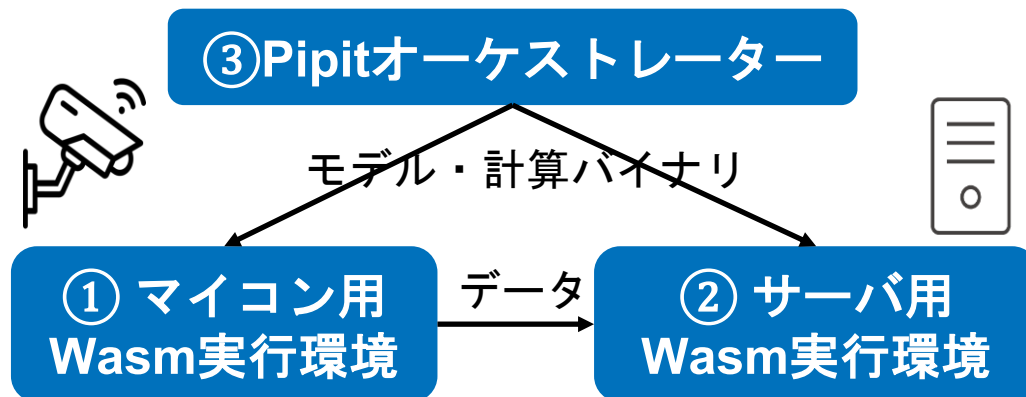 ③Pipitオーケストレーター
モデル・計算バイナリ
① マイコン用
Wasm実行環境
データ
② サーバ用
Wasm実行環境